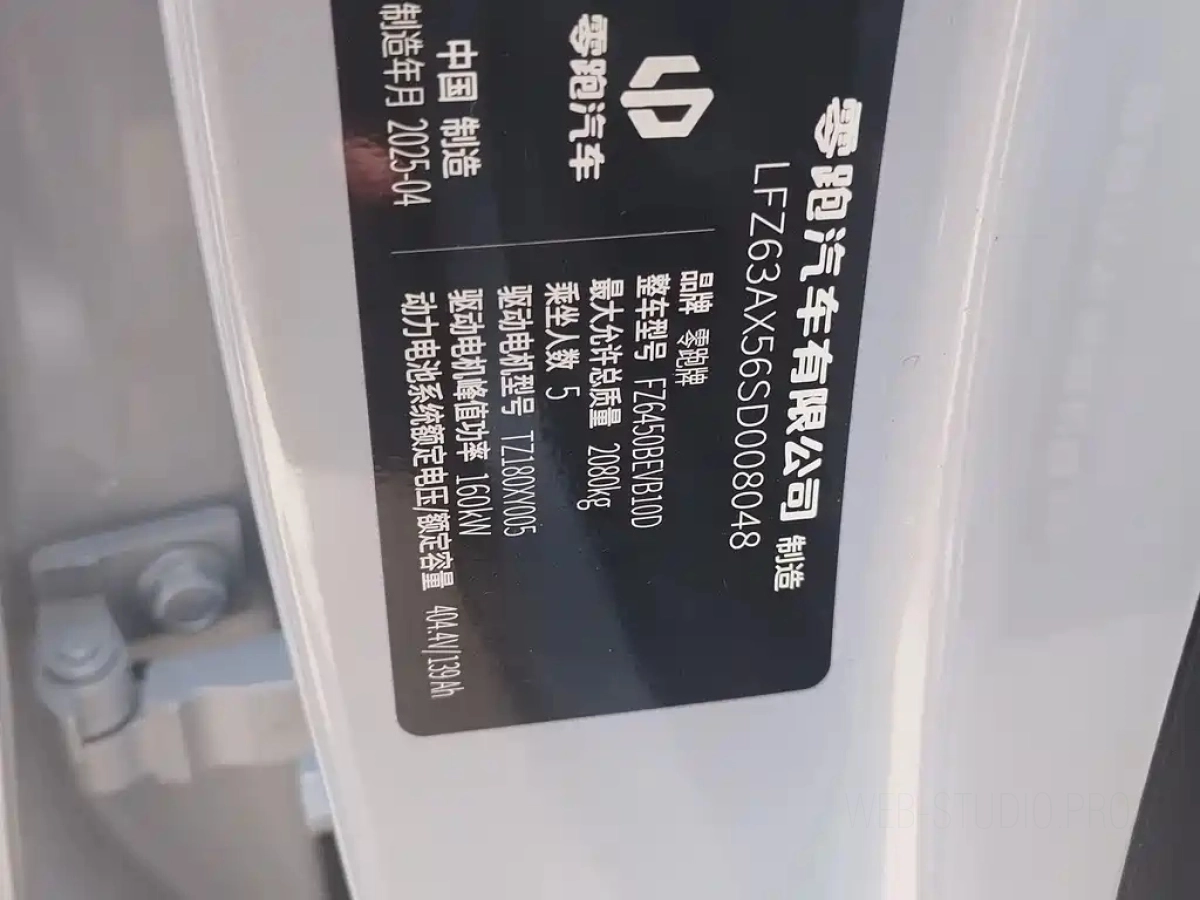 零跑汽车有限公司 制造
LFZ63AX56SD008048
零跑汽车
中国 制造
制造年月 2025-04
品牌 零跑牌
整车型号 FZ6450BEVB10D
最大允许总质量 2080kg
乘坐人数 5
驱动电机型号 TZ180XY005
驱动电机峰值功率 160kW
动力电池系统额定电压/额定容量 404.4V/139Ah
WEB-STUDIO.PRO